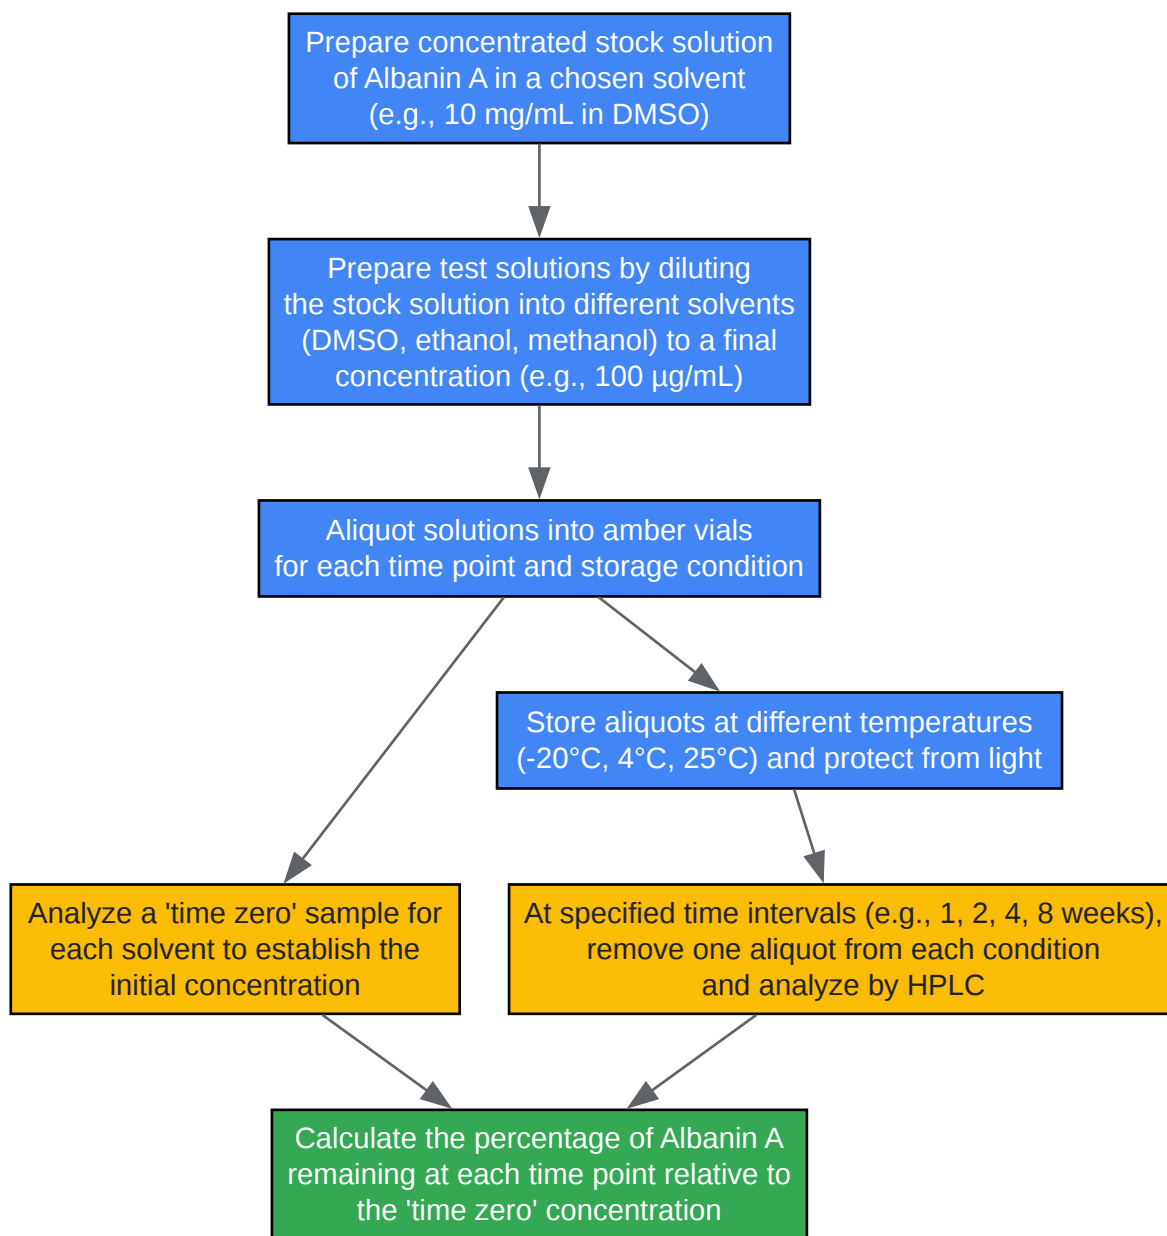 Prepare concentrated stock solution
of Albanin A in a chosen solvent
(e.g., 10 mg/mL in DMSO)
Prepare test solutions by diluting
the stock solution into different solvents
(DMSO, ethanol, methanol) to a final
concentration (e.g., 100 µg/mL)
Aliquot solutions into amber vials
for each time point and storage condition
Store aliquots at different temperatures
(-20°C, 4°C, 25°C) and protect from light
Analyze a 'time zero' sample for
each solvent to establish the
initial concentration
At specified time intervals (e.g., 1, 2, 4, 8 weeks),
remove one aliquot from each condition
and analyze by HPLC
Calculate the percentage of Albanin A
remaining at each time point relative to
the 'time zero' concentration